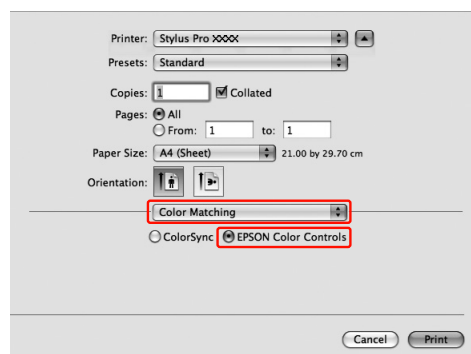 Printer: Stylus Pro XXXX
Presets: Standard
Copies: 1 Collated
Pages: All
From: 1 to: 1
Paper Size: A4 (Sheet) 21.00 by 29.70 cm
Orientation:
Color Matching
ColorSync EPSON Color Controls
Cancel Print